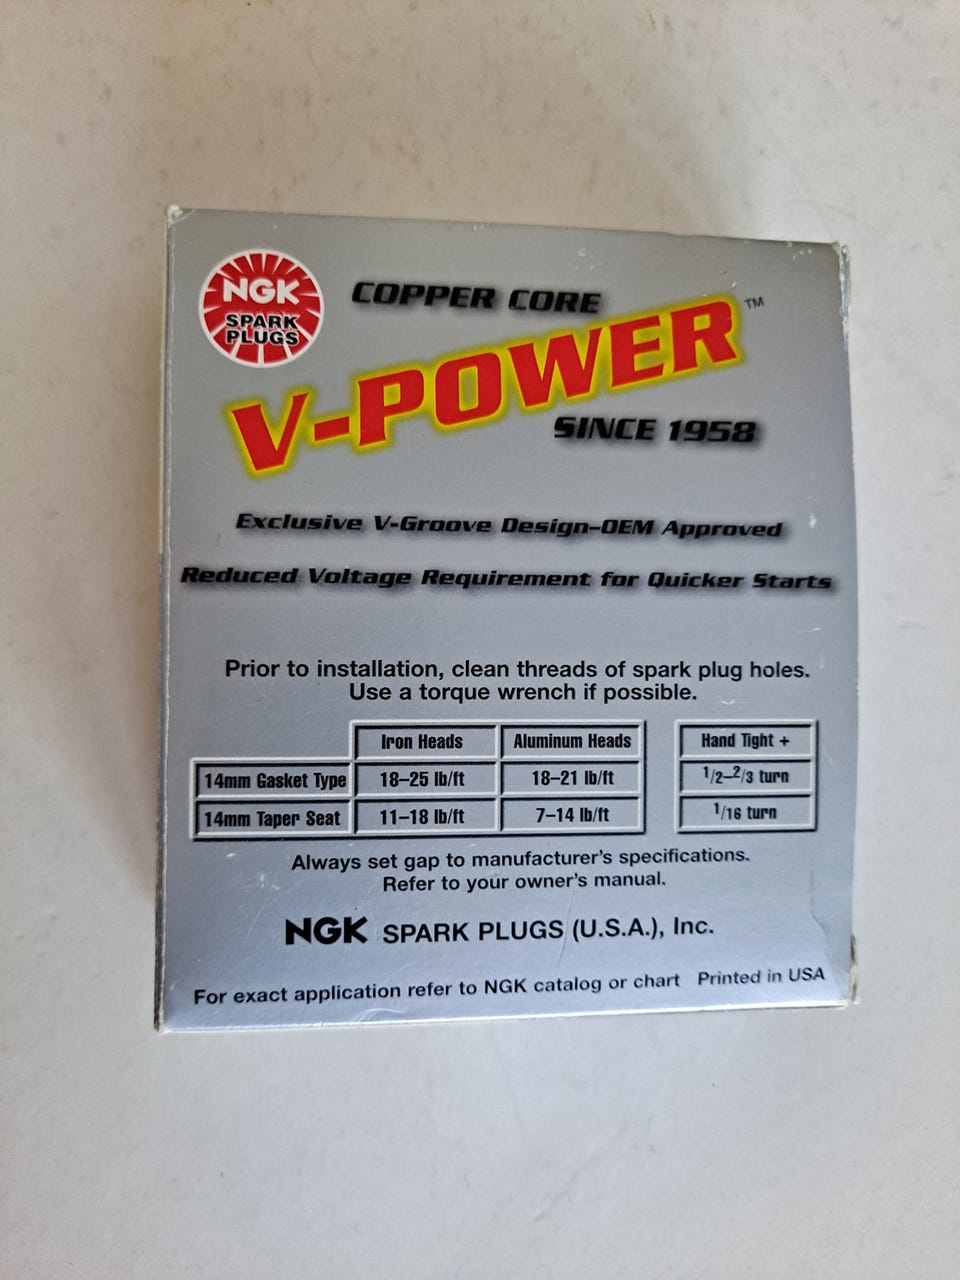 NGK
SPARK
PLUGS
COPPER CORE
V-POWER™
SINCE 1958
Exclusive V-Groove Design-OEM Approved
Reduced Voltage Requirement for Quicker Starts
Prior to installation, clean threads of spark plug holes.
Use a torque wrench if possible.
Iron Heads Aluminum Heads Hand Tight +
14mm Gasket Type 18–25 lb/ft 18–21 lb/ft 1/2–2/3 turn
14mm Taper Seat 11–18 lb/ft 7–14 lb/ft 1/16 turn
Always set gap to manufacturer's specifications.
Refer to your owner's manual.
NGK SPARK PLUGS (U.S.A.), Inc.
For exact application refer to NGK catalog or chart Printed in USA